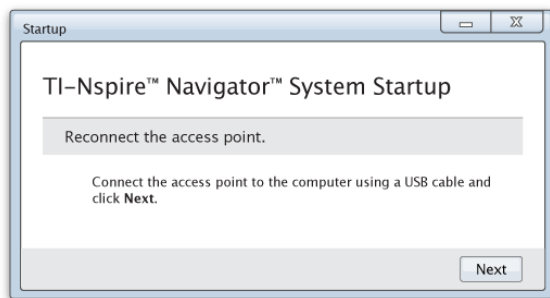 Startup
TI-Nspire™ Navigator™ System Startup
Reconnect the access point.
Connect the access point to the computer using a USB cable and
click Next.
Next